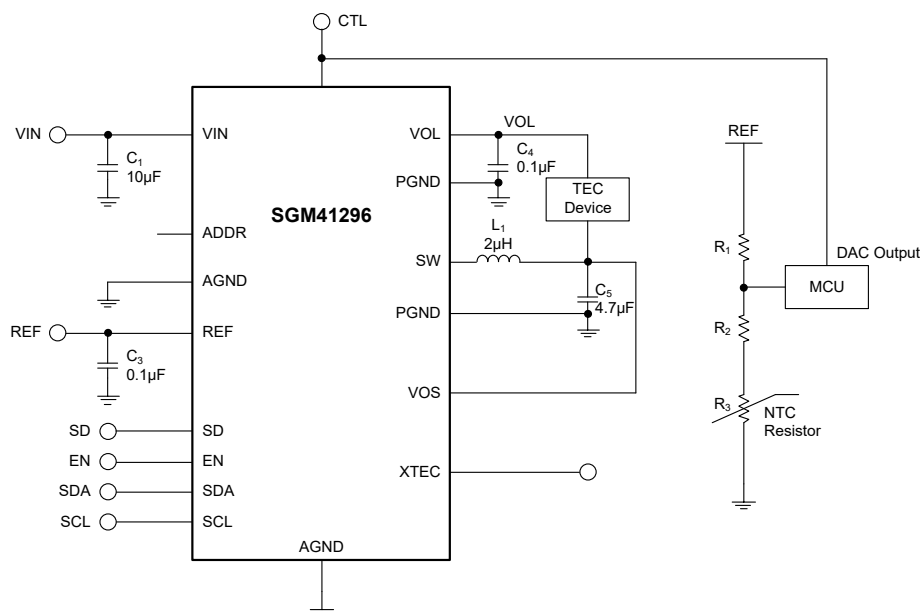 CTL
VIN
VIN
C1
10µF
ADDR
AGND
REF
REF
C3
0.1µF
SD
SD
EN
EN
SDA
SDA
SCL
SCL
AGND
SGM41296
VOL
VOL
C4
0.1µF
PGND
TEC
Device
L1
2µH
SW
C5
4.7µF
PGND
VOS
XTEC
REF
R1
DAC Output
MCU
R2
R3
NTC
Resistor